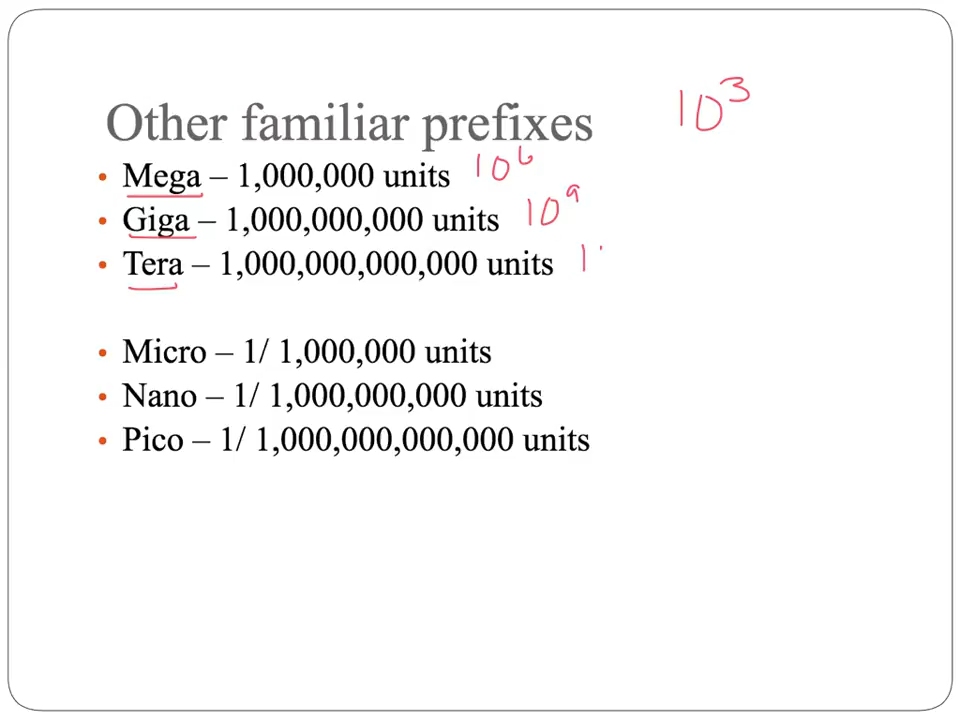 Other familiar prefixes 10³
• Mega – 1,000,000 units 10⁶
• Giga – 1,000,000,000 units 10⁹
• Tera – 1,000,000,000,000 units 1
• Micro – 1/ 1,000,000 units
• Nano – 1/ 1,000,000,000 units
• Pico – 1/ 1,000,000,000,000 units